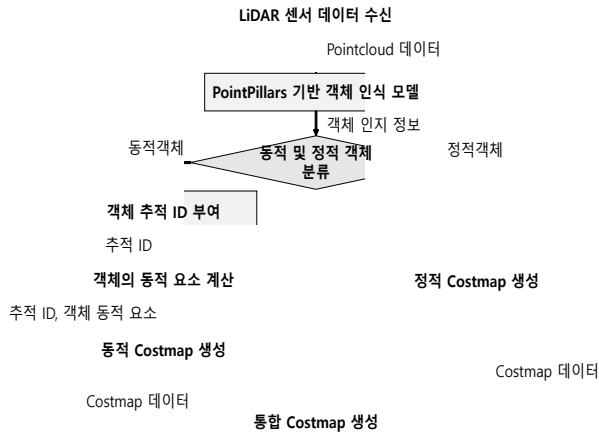 LiDAR 센서 데이터 수신
Pointcloud 데이터
PointPillars 기반 객체 인식 모델
객체 인지 정보
동적객체
동적 및 정적 객체
분류
정적객체
객체 추적 ID 부여
추적 ID
객체의 동적 요소 계산
정적 Costmap 생성
추적 ID, 객체 동적 요소
동적 Costmap 생성
Costmap 데이터
Costmap 데이터
통합 Costmap 생성